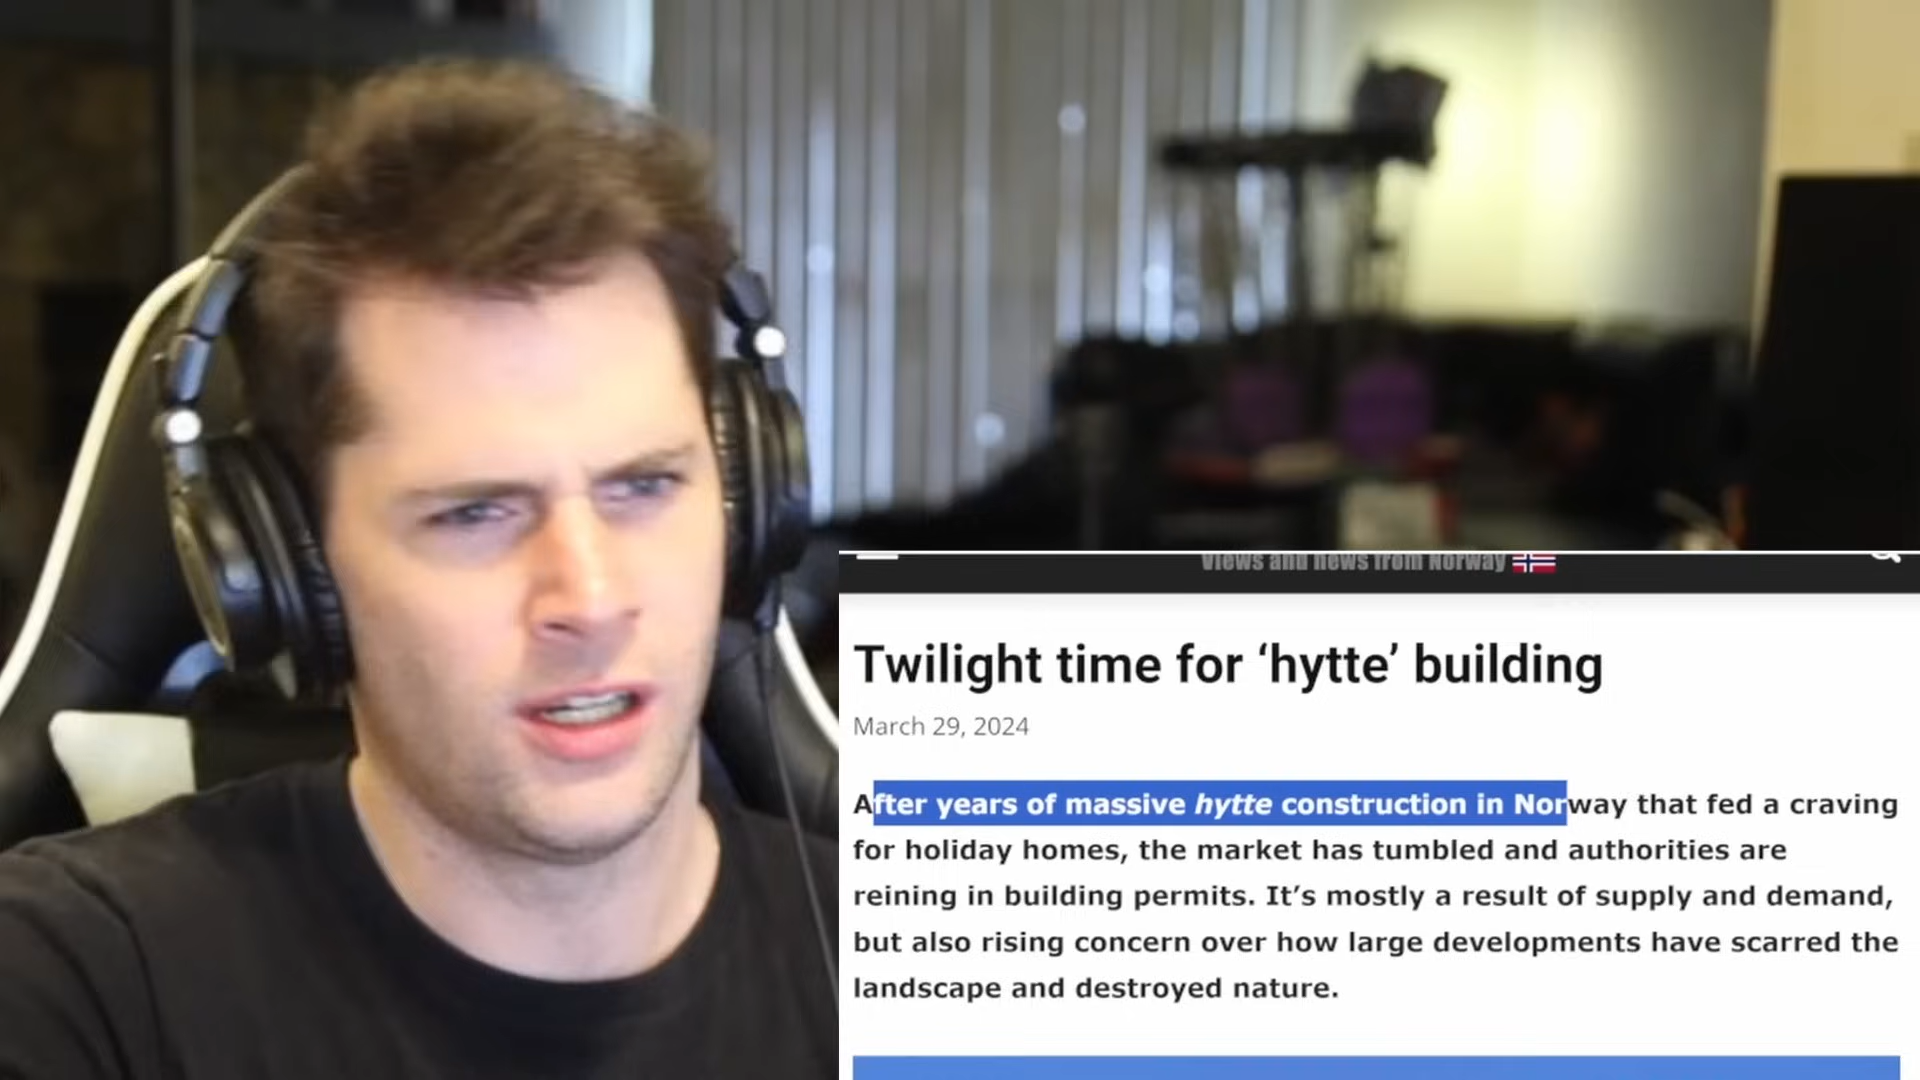 Views and news from Norway
Twilight time for ‘hytte’ building
March 29, 2024
After years of massive hytte construction in Norway that fed a craving
for holiday homes, the market has tumbled and authorities are
reining in building permits. It’s mostly a result of supply and demand,
but also rising concern over how large developments have scarred the
landscape and destroyed nature.